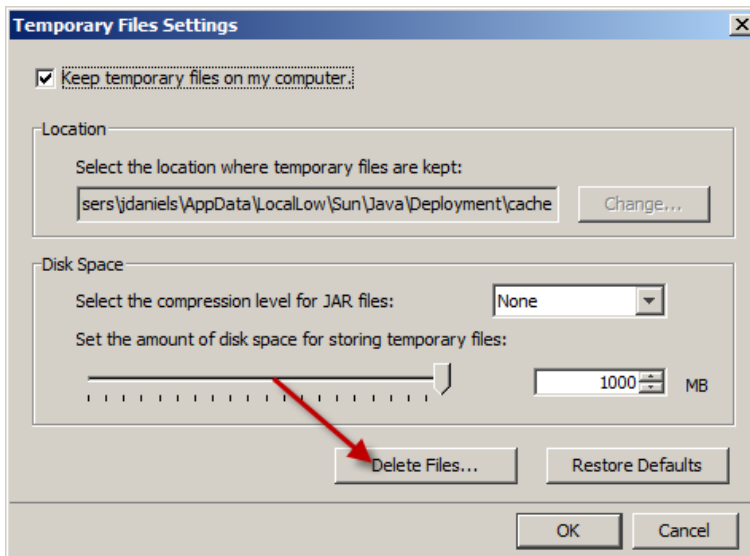 Temporary Files Settings
Keep temporary files on my computer.
Location
Select the location where temporary files are kept:
sers\jdaniels\AppData\LocalLow\Sun\Java\Deployment\cache Change...
Disk Space
Select the compression level for JAR files: None
Set the amount of disk space for storing temporary files:
1000 MB
Delete Files... Restore Defaults
OK Cancel